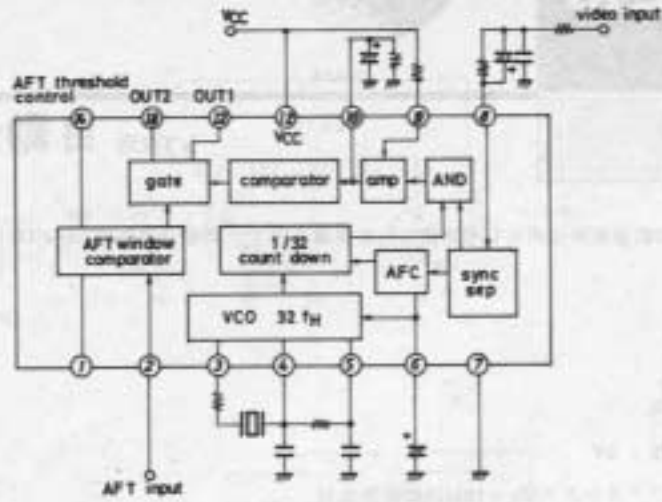 Vcc
video input
AFT threshold
control
OUT2
OUT1
Vcc
gate
comparator
amp
AND
AFT window
comparator
1/32
count down
AFC
sync
sep
VCO 32 fH
1
2
3
4
5
6
7
AFT input